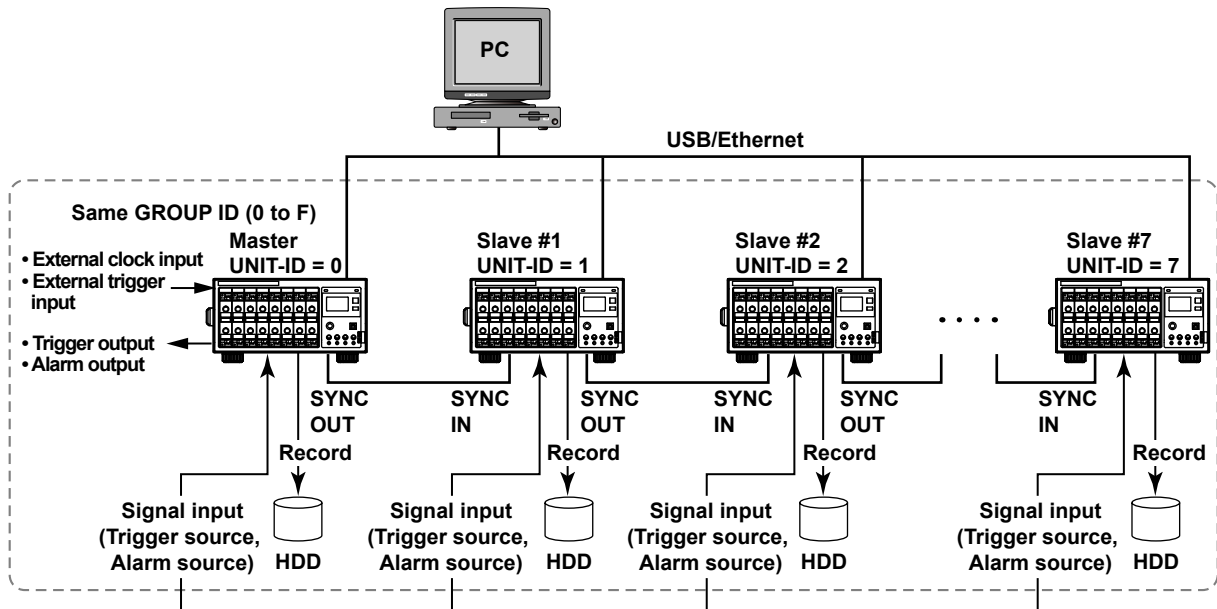 PC
USB/Ethernet
Same GROUP ID (0 to F)
Master
UNIT-ID = 0
Slave #1
UNIT-ID = 1
Slave #2
UNIT-ID = 2
Slave #7
UNIT-ID = 7
• External clock input
• External trigger
input
• Trigger output
• Alarm output
• • • •
SYNC
OUT
SYNC
IN
SYNC
OUT
SYNC
IN
SYNC
OUT
SYNC
IN
Record
Record
Record
Record
Signal input
(Trigger source,
Alarm source)
HDD
Signal input
(Trigger source,
Alarm source)
HDD
Signal input
(Trigger source,
Alarm source)
HDD
Signal input
(Trigger source,
Alarm source)
HDD